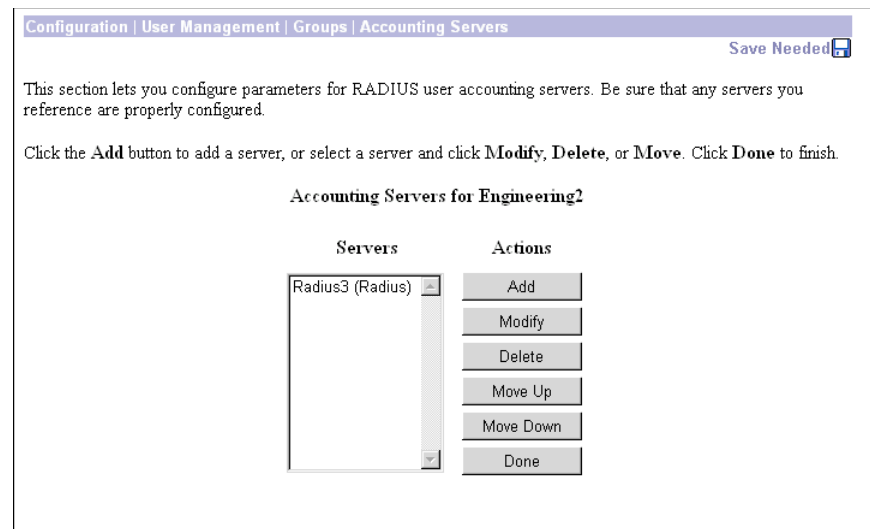 Configuration | User Management | Groups | Accounting Servers
Save Needed
This section lets you configure parameters for RADIUS user accounting servers. Be sure that any servers you
reference are properly configured.
Click the Add button to add a server, or select a server and click Modify, Delete, or Move. Click Done to finish.
Accounting Servers for Engineering2
Servers
Actions
Radius3 (Radius)
Add
Modify
Delete
Move Up
Move Down
Done